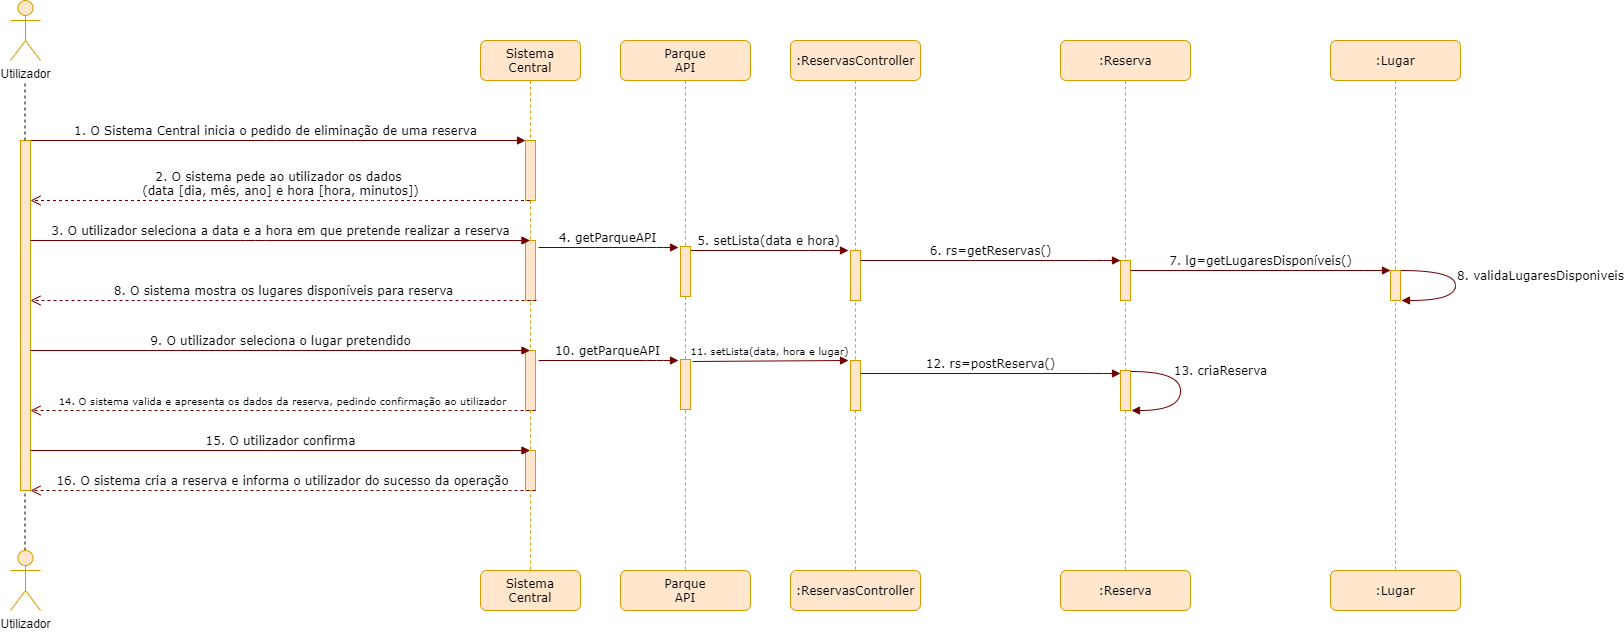 Utilizador
Sistema
Central
Parque
API
:ReservasController
:Reserva
:Lugar
1. O Sistema Central inicia o pedido de eliminação de uma reserva
2. O sistema pede ao utilizador os dados
(data [dia, mês, ano] e hora [hora, minutos])
3. O utilizador seleciona a data e a hora em que pretende realizar a reserva
4. getParqueAPI
5. setLista(data e hora)
6. rs=getReservas()
7. lg=getLugaresDisponíveis()
8. validaLugaresDisponiveis
8. O sistema mostra os lugares disponíveis para reserva
9. O utilizador seleciona o lugar pretendido
10. getParqueAPI
11. setLista(data, hora e lugar)
12. rs=postReserva()
13. criaReserva
14. O sistema valida e apresenta os dados da reserva, pedindo confirmação ao utilizador
15. O utilizador confirma
16. O sistema cria a reserva e informa o utilizador do sucesso da operação
Utilizador
Sistema
Central
Parque
API
:ReservasController
:Reserva
:Lugar